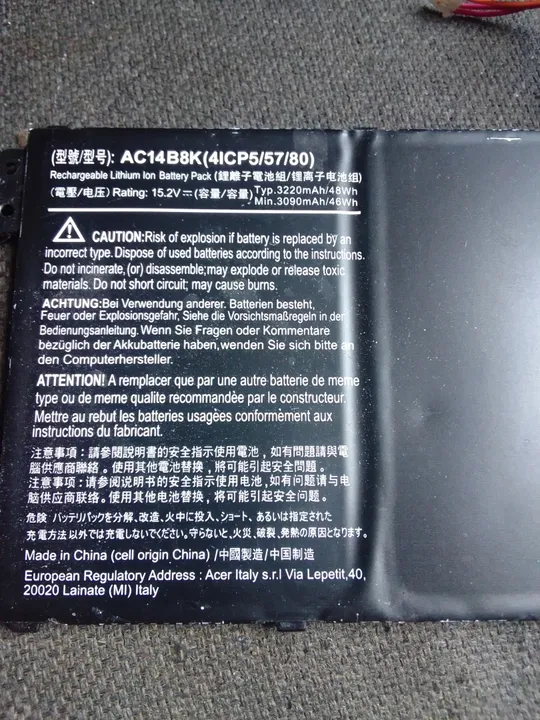 (型號/型号): AC14B8K(4ICP5/57/80)
Rechargeable Lithium Ion Battery Pack (鋰離子電池組/锂离子电池组)
(電壓/电压) Rating: 15.2V⎓(容量/容量) Typ.3220mAh/48Wh
Min.3090mAh/46Wh
CAUTION:Risk of explosion if battery is replaced by an
incorrect type.Dispose of used batteries according to the instructions.
Do not incinerate,(or) disassemble;may explode or release toxic
materials. Do not short circuit; may cause burns.
ACHTUNG:Bei Verwendung anderer. Batterien besteht,
Feuer oder Explosionsgefahr, Siehe die Vorsichtsmaßregeln in der
Bedienungsanleitung. Wenn Sie Fragen oder Kommentare
bezüglich der Akkubatterie haben,wenden Sie sich bitte an
den Computerhersteller.
ATTENTION! A remplacer que par une autre batterie de meme
type ou de meme qualite recommandèe par le constructeur.
Mettre au rebut les batteries usagèes conformement aux
instructions du fabricant.
注意事項：請參閱說明書的安全指示使用電池，如有問題請與電
腦供應商聯絡。使用其他電池替換，將可能引起安全問題。
注意事项：请参阅说明书的安全指示使用电池,如有问题请与电
脑供应商联络。使用其他电池替换，将可能引起安全问题。
危険 バッテリパックを分解、改造、火中に投入、ショート、あるいは指定された
充電方法以外では充電しないでください。守らないと、火災、破裂、発熱の原因となります。
Made in China (cell origin China) /中國製造/中国制造
European Regulatory Address : Acer Italy s.r.l Via Lepetit,40,
20020 Lainate (MI) Italy